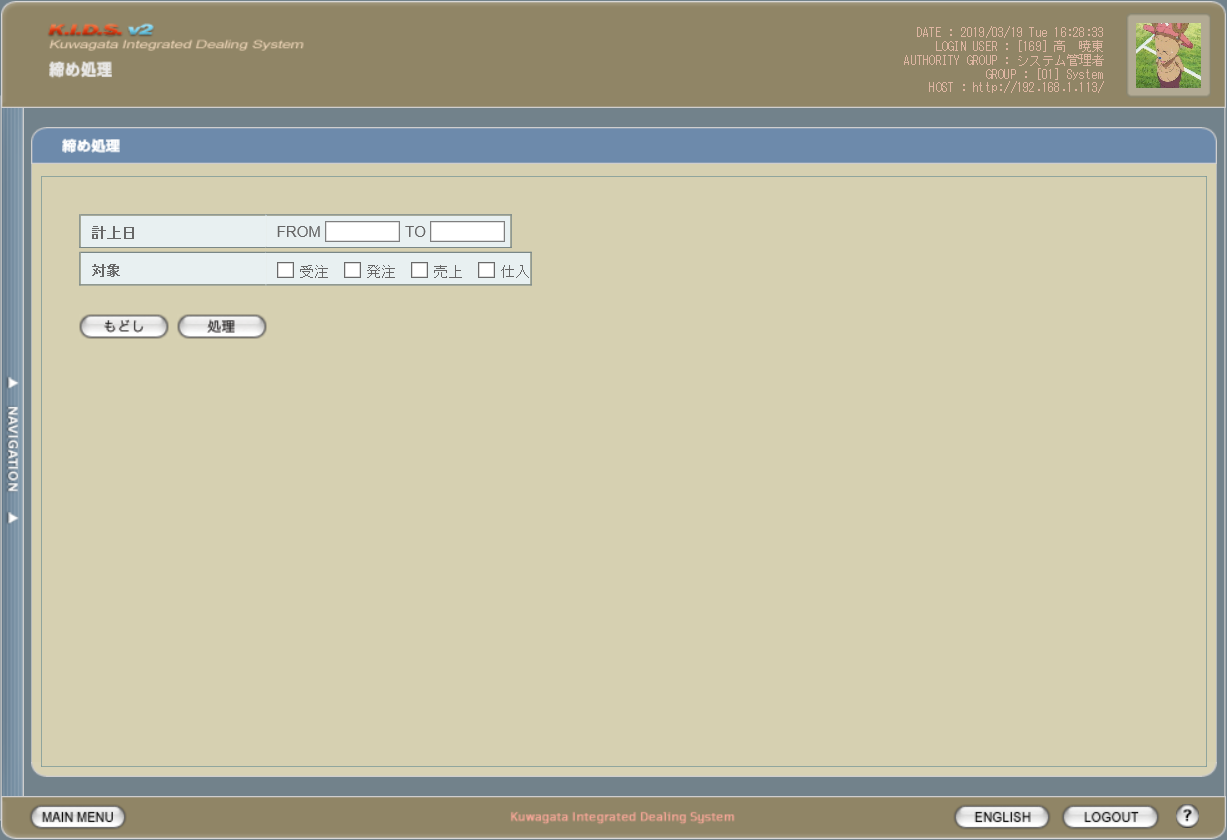 K.I.D.S. v2
Kuwagata Integrated Dealing System
締め処理
DATE : 2019/03/19 Tue 16:28:33
LOGIN USER : [169]高　暁東
AUTHORITY GROUP : システム管理者
GROUP : [01] System
HOST : http://192.168.1.113/
締め処理
計上日 FROM TO
対象 受注 発注 売上 仕入
もどし 処理
NAVIGATION
MAIN MENU Kuwagata Integrated Dealing System ENGLISH LOGOUT ?